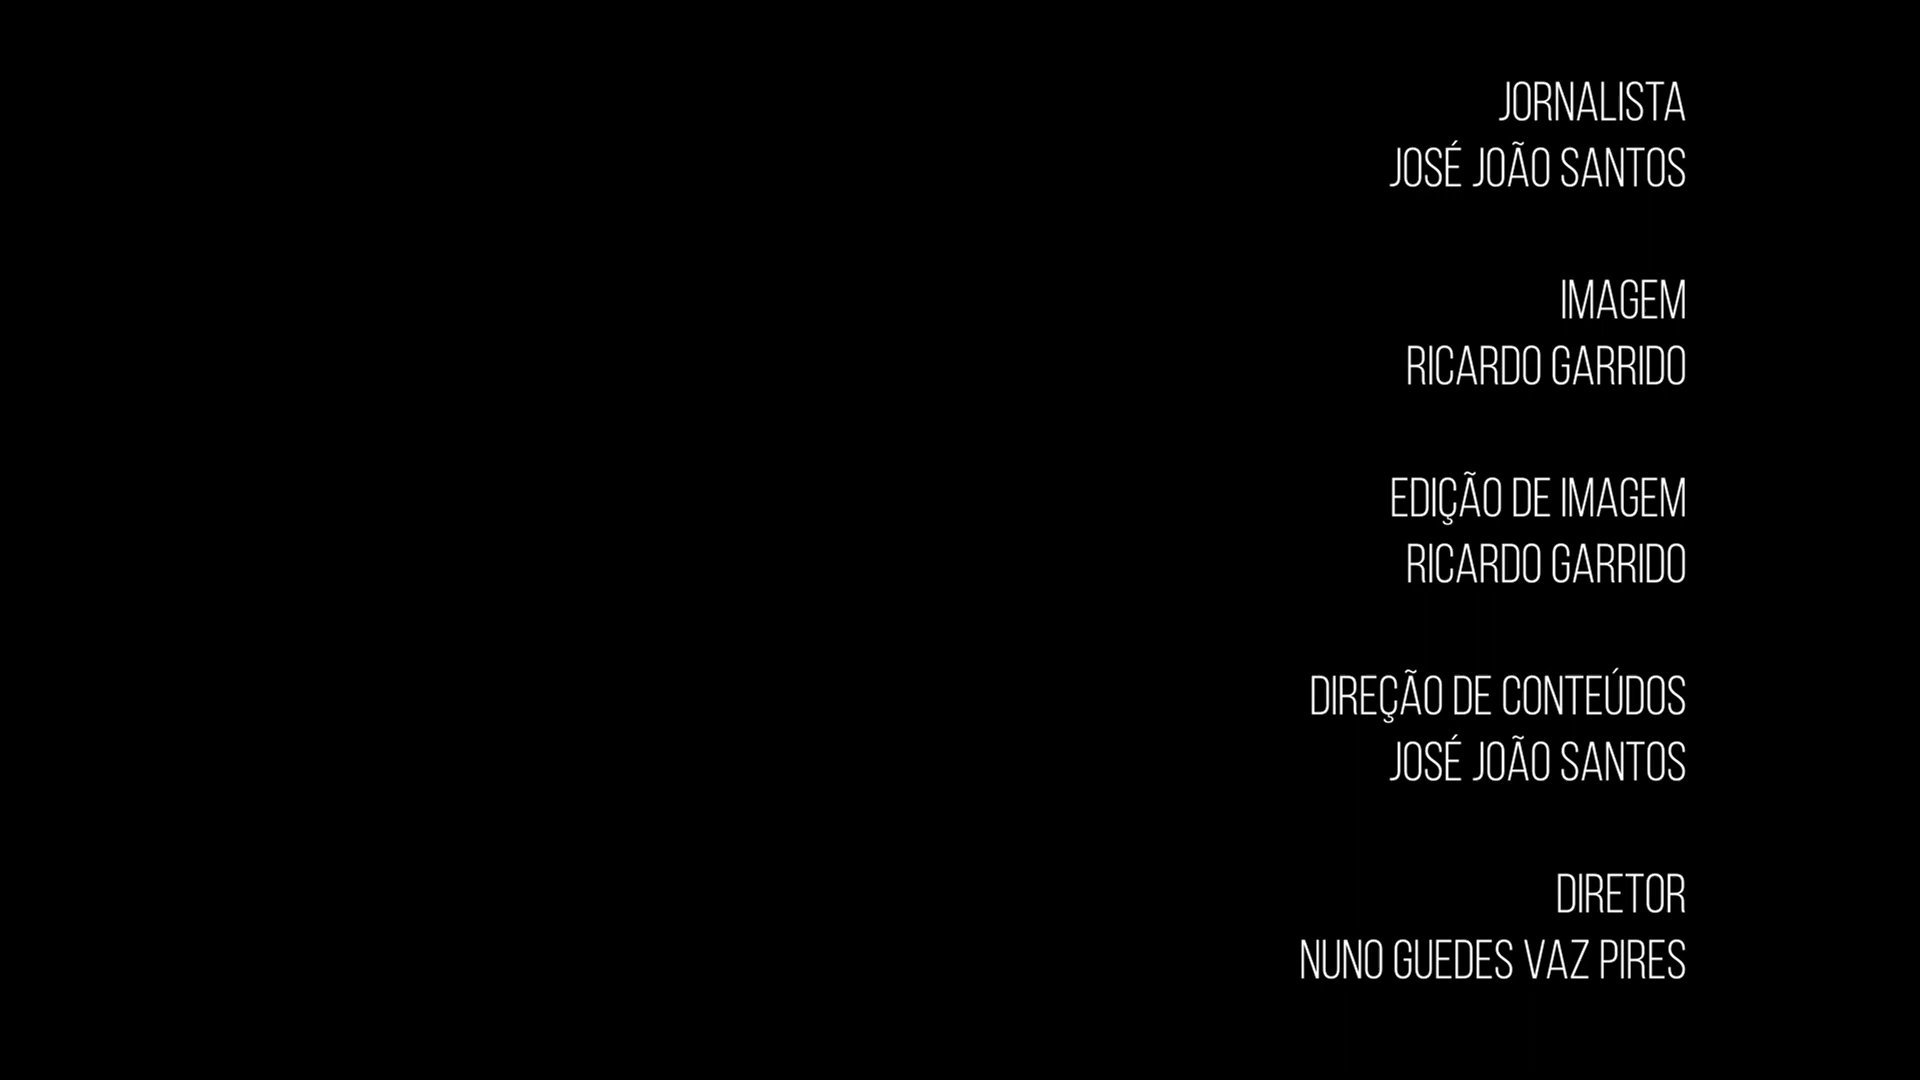 JORNALISTA
JOSÉ JOÃO SANTOS
IMAGEM
RICARDO GARRIDO
EDIÇÃO DE IMAGEM
RICARDO GARRIDO
DIREÇÃO DE CONTEÚDOS
JOSÉ JOÃO SANTOS
DIRETOR
NUNO GUEDES VAZ PIRES